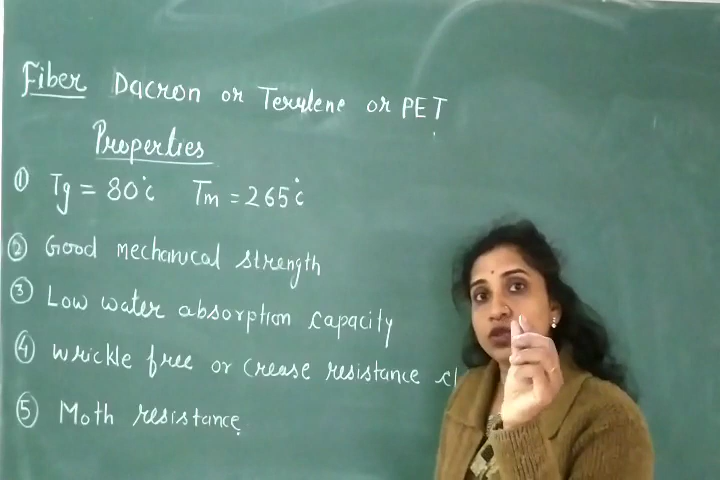 Fiber Dacron or Terylene or PET
Properties
① Tg = 80°c Tm = 265°c
② Good mechanical strength
③ Low water absorption capacity
④ wrickle free or crease resistance
⑤ Moth resistance